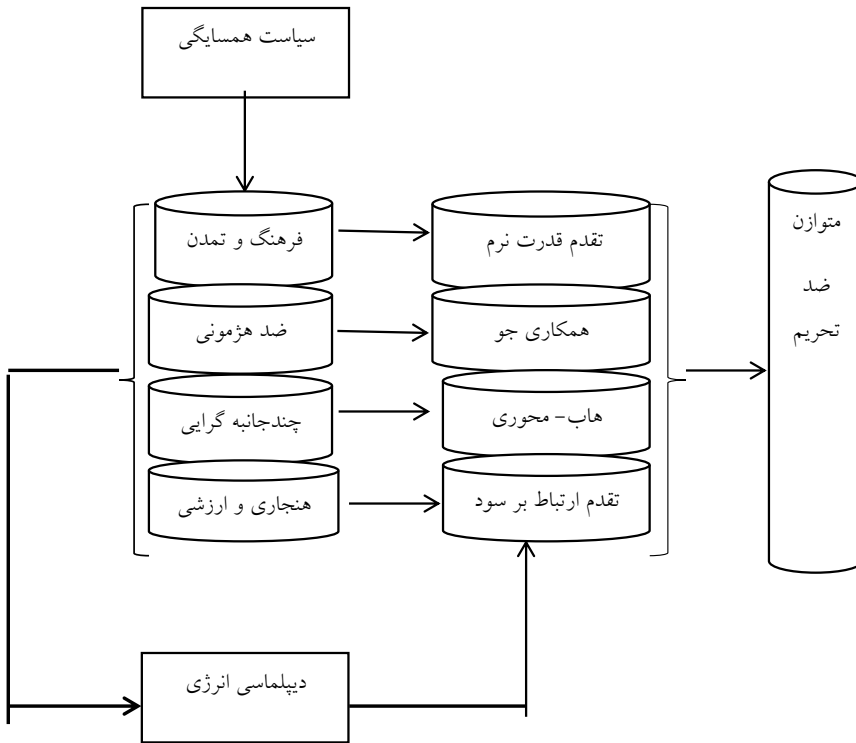 سیاست همسایگی
فرهنگ و تمدن
تقدم قدرت نرم
ضد هژمونی
همکاری جو
چندجانبه گرایی
هاب- محوری
هنجاری و ارزشی
تقدم ارتباط بر سود
متوازن
ضد
تحریم
دیپلماسی انرژی